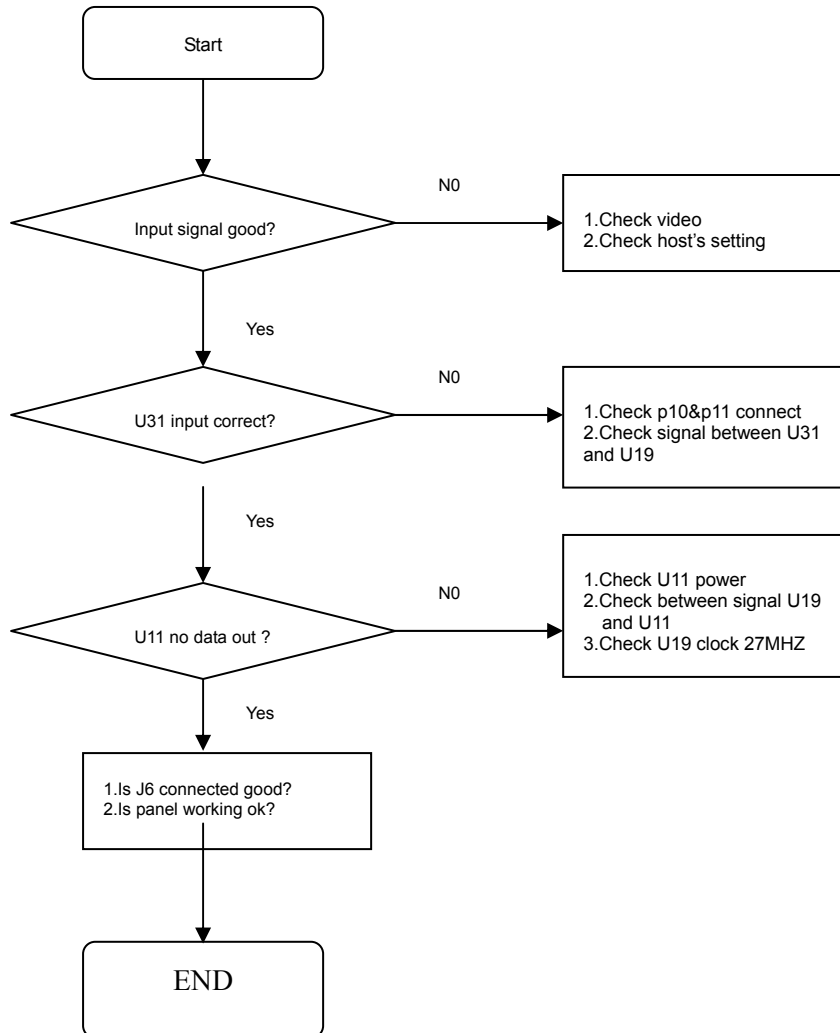 Start
N0
Input signal good?
1.Check video
2.Check host's setting
Yes
N0
U31 input correct?
1.Check p10&p11 connect
2.Check signal between U31
and U19
Yes
N0
U11 no data out ?
1.Check U11 power
2.Check between signal U19
and U11
3.Check U19 clock 27MHZ
Yes
1.Is J6 connected good?
2.Is panel working ok?
END